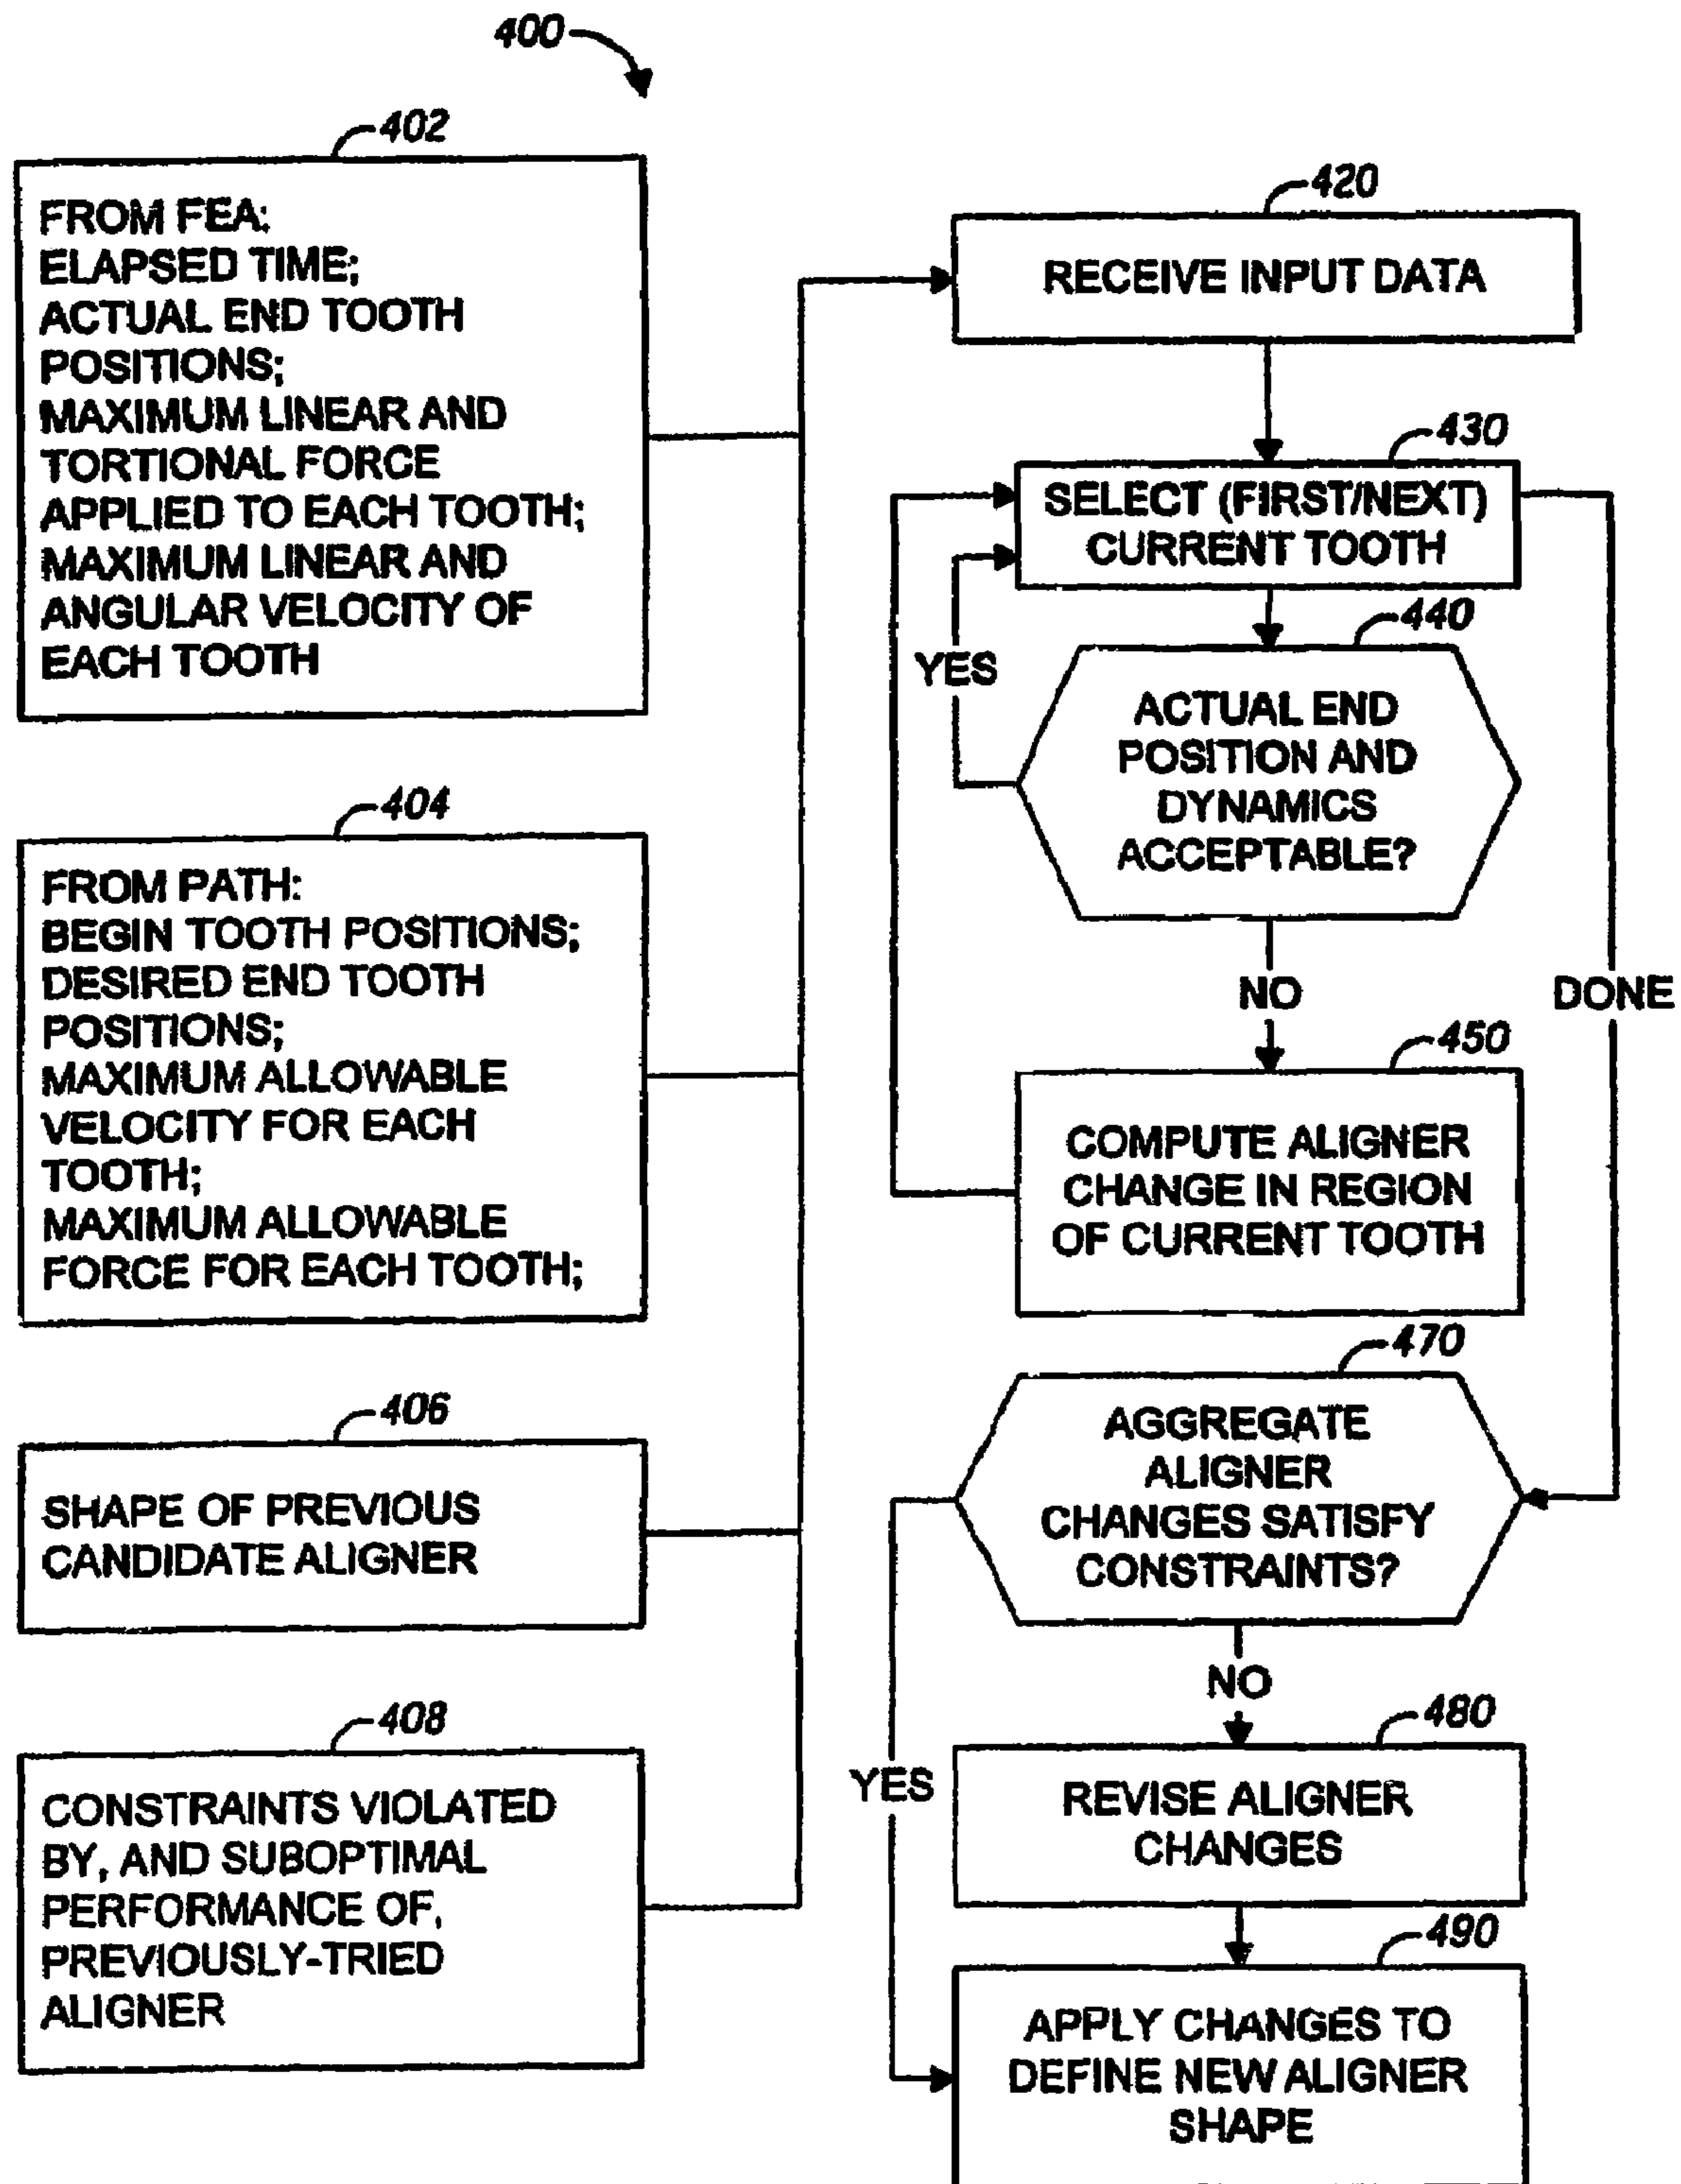 400
402
FROM FEA:
ELAPSED TIME;
ACTUAL END TOOTH
POSITIONS;
MAXIMUM LINEAR AND
TORTIONAL FORCE
APPLIED TO EACH TOOTH;
MAXIMUM LINEAR AND
ANGULAR VELOCITY OF
EACH TOOTH
404
FROM PATH:
BEGIN TOOTH POSITIONS;
DESIRED END TOOTH
POSITIONS;
MAXIMUM ALLOWABLE
VELOCITY FOR EACH
TOOTH;
MAXIMUM ALLOWABLE
FORCE FOR EACH TOOTH;
406
SHAPE OF PREVIOUS
CANDIDATE ALIGNER
408
CONSTRAINTS VIOLATED
BY, AND SUBOPTIMAL
PERFORMANCE OF,
PREVIOUSLY-TRIED
ALIGNER
420
RECEIVE INPUT DATA
430
SELECT (FIRST/NEXT)
CURRENT TOOTH
440
YES
ACTUAL END
POSITION AND
DYNAMICS
ACCEPTABLE?
NO
DONE
450
COMPUTE ALIGNER
CHANGE IN REGION
OF CURRENT TOOTH
470
AGGREGATE
ALIGNER
CHANGES SATISFY
CONSTRAINTS?
NO
YES
480
REVISE ALIGNER
CHANGES
490
APPLY CHANGES TO
DEFINE NEW ALIGNER
SHAPE